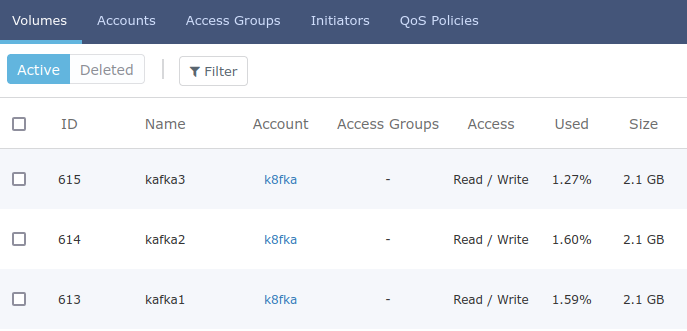 Volumes Accounts Access Groups Initiators QoS Policies
Active Deleted Filter
ID Name Account Access Groups Access Used Size
615 kafka3 k8fka - Read / Write 1.27% 2.1 GB
614 kafka2 k8fka - Read / Write 1.60% 2.1 GB
613 kafka1 k8fka - Read / Write 1.59% 2.1 GB